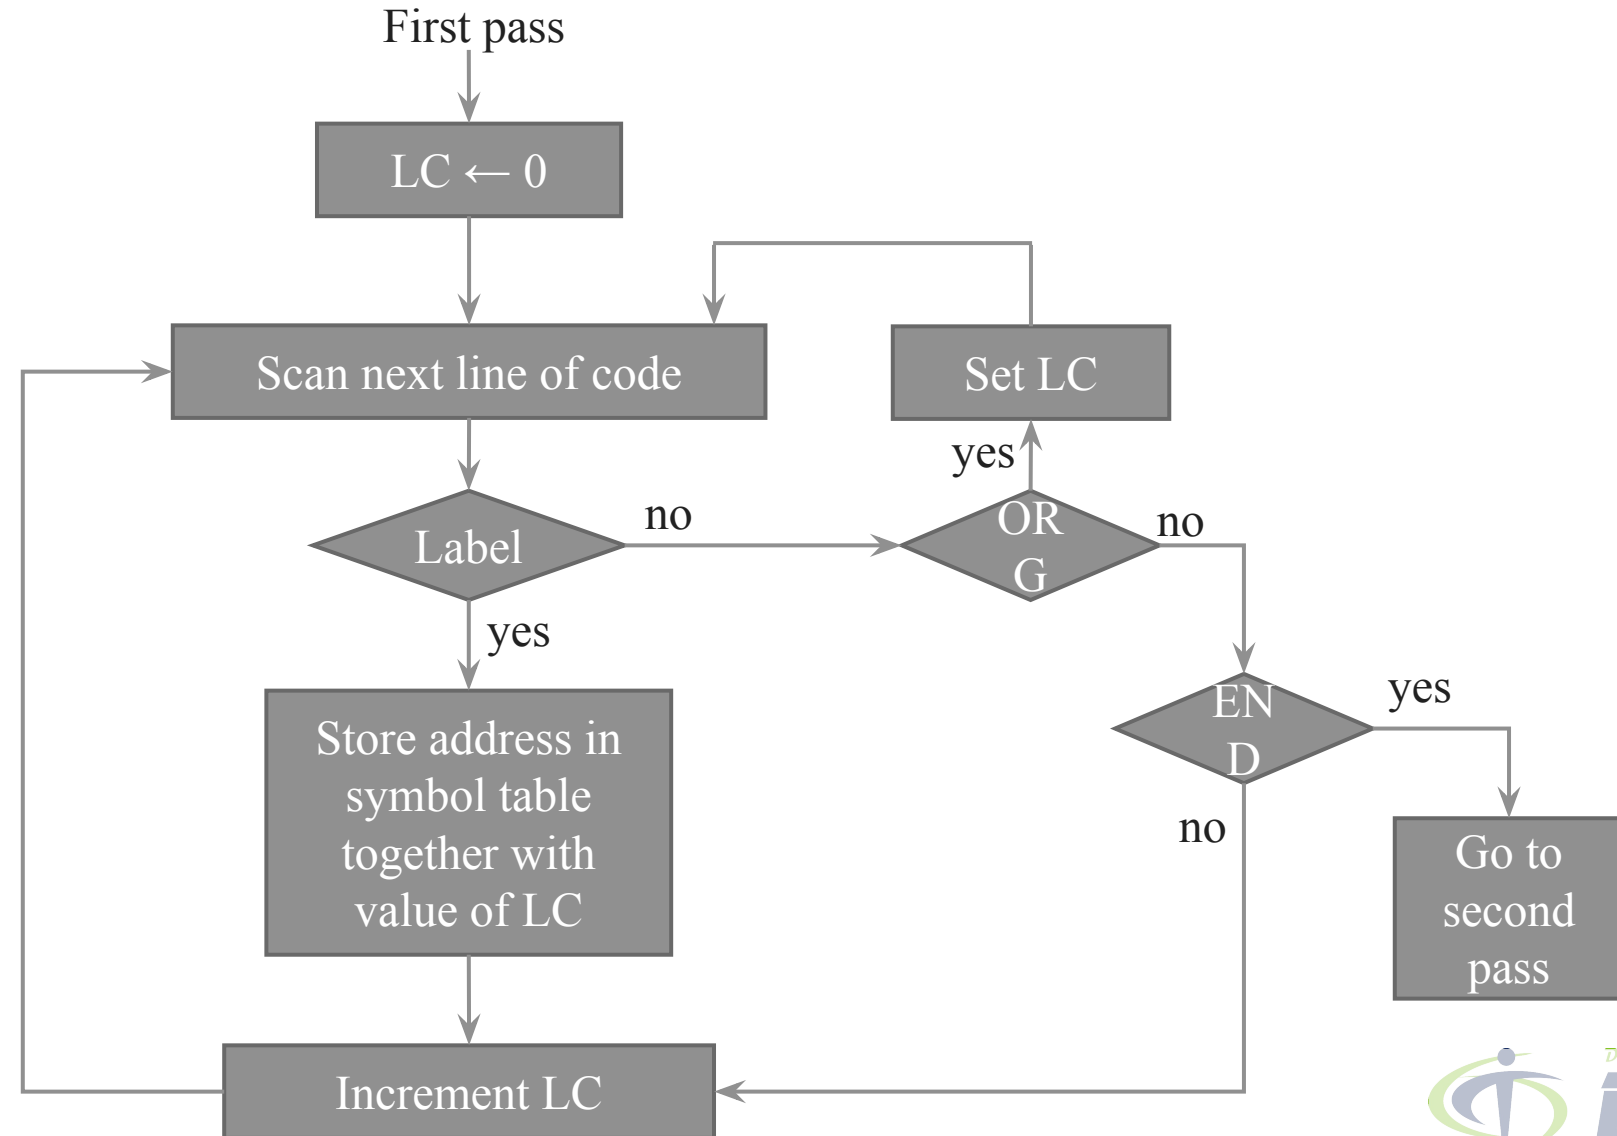 First pass
LC ← 0
Scan next line of code
Set LC
yes
Label
no
OR
G
no
yes
EN
D
yes
no
Store address in
symbol table
together with
value of LC
Go to
second
pass
Increment LC